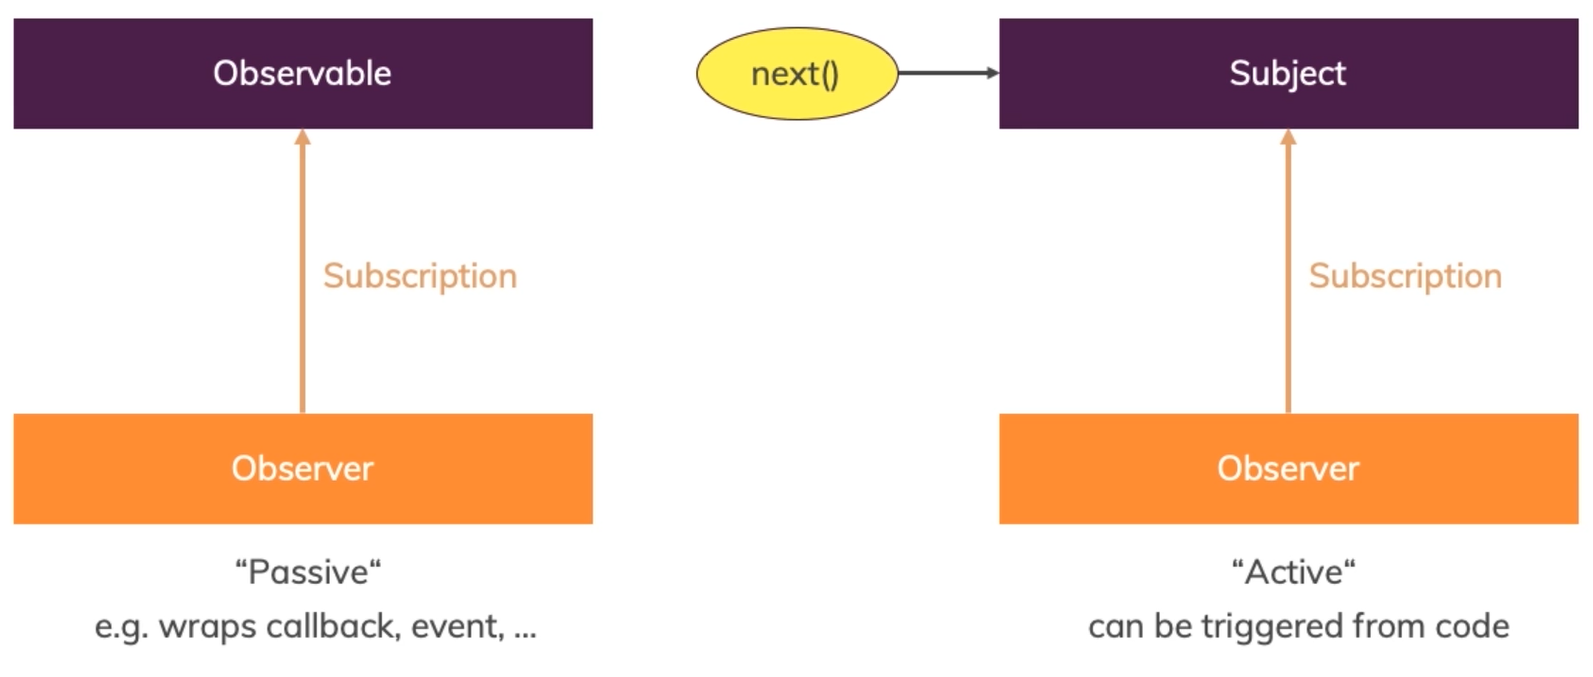 Observable
next()
Subject
Subscription
Subscription
Observer
Observer
“Passive“
e.g. wraps callback, event, ...
“Active“
can be triggered from code